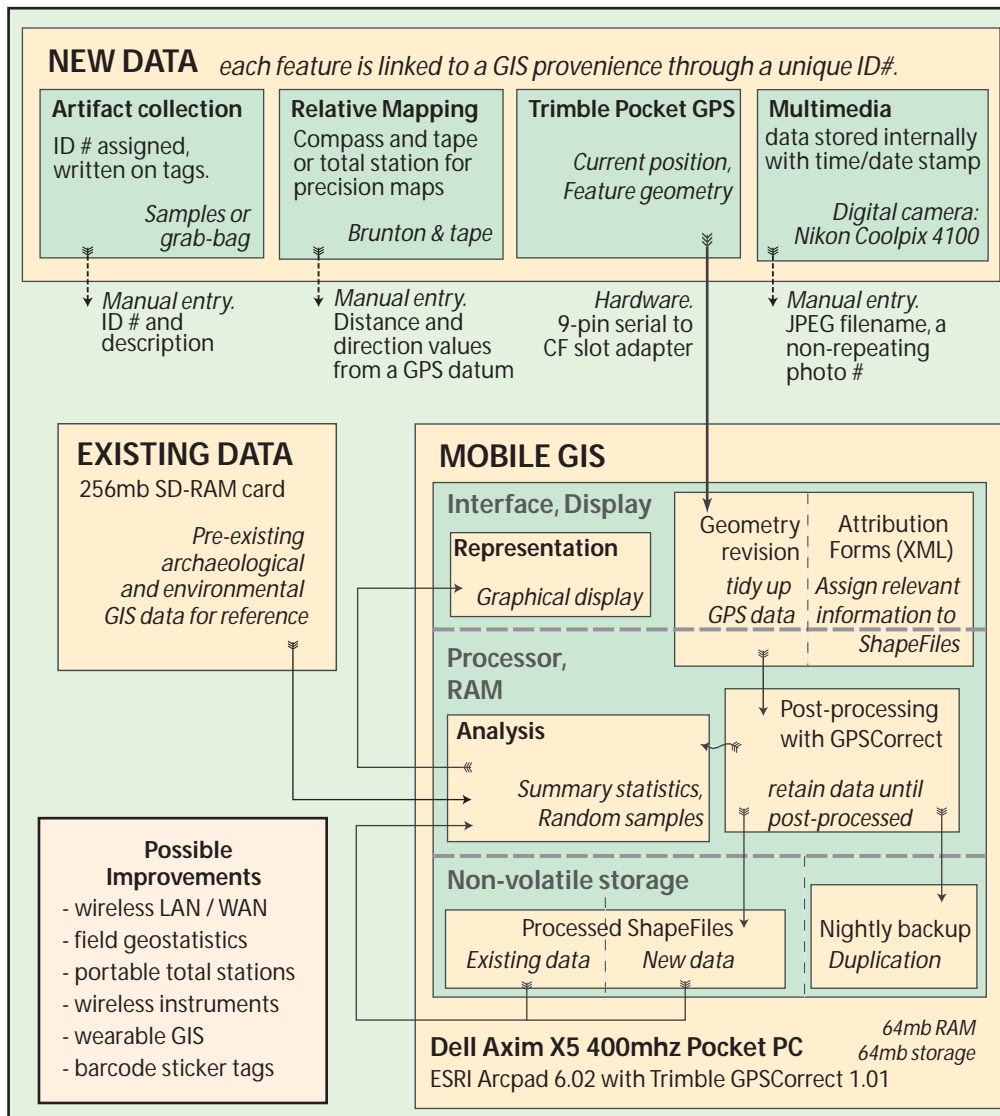 NEW DATA each feature is linked to a GIS provenience through a unique ID#.
Artifact collection
ID # assigned,
written on tags.
Samples or
grab-bag
Relative Mapping
Compass and tape
or total station for
precision maps
Brunton & tape
Trimble Pocket GPS
Current position,
Feature geometry
Multimedia
data stored internally
with time/date stamp
Digital camera:
Nikon Coolpix 4100
Manual entry.
ID # and
description
Manual entry.
Distance and
direction values
from a GPS datum
Hardware.
9-pin serial to
CF slot adapter
Manual entry.
JPEG filename, a
non-repeating
photo #
EXISTING DATA
256mb SD-RAM card
Pre-existing
archaeological
and environmental
GIS data for reference
MOBILE GIS
Interface, Display
Representation
Graphical display
Geometry
revision
tidy up
GPS data
Attribution
Forms (XML)
Assign relevant
information to
ShapeFiles
Processor,
RAM
Analysis
Summary statistics,
Random samples
Post-processing
with GPSCorrect
retain data until
post-processed
Non-volatile storage
Processed ShapeFiles
Existing data
New data
Nightly backup
Duplication
Dell Axim X5 400mhz Pocket PC
ESRI Arcpad 6.02 with Trimble GPSCorrect 1.01
64mb RAM
64mb storage
Possible
Improvements
- wireless LAN / WAN
- field geostatistics
- portable total stations
- wireless instruments
- wearable GIS
- barcode sticker tags